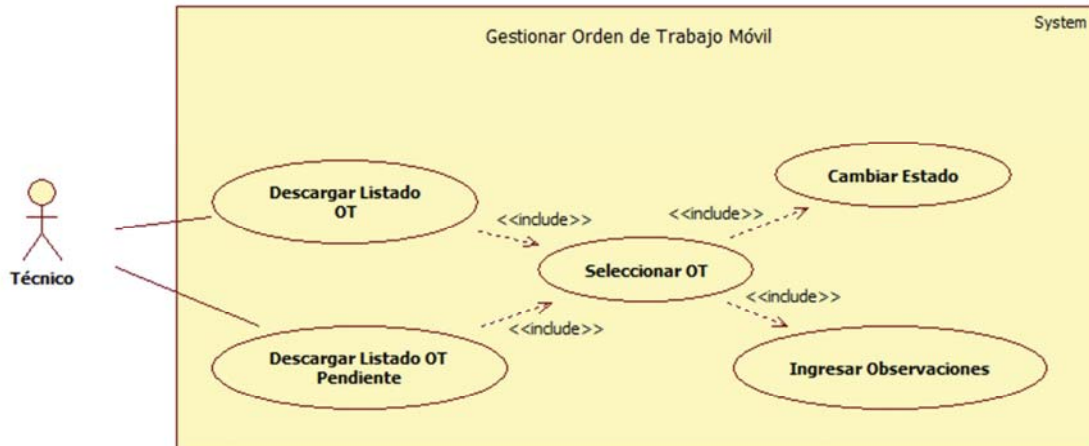 System
Gestionar Orden de Trabajo Móvil
Descargar Listado
OT
Cambiar Estado
<<include>>
<<include>>
Seleccionar OT
Técnico
<<include>>
<<include>>
Descargar Listado OT
Pendiente
Ingresar Observaciones